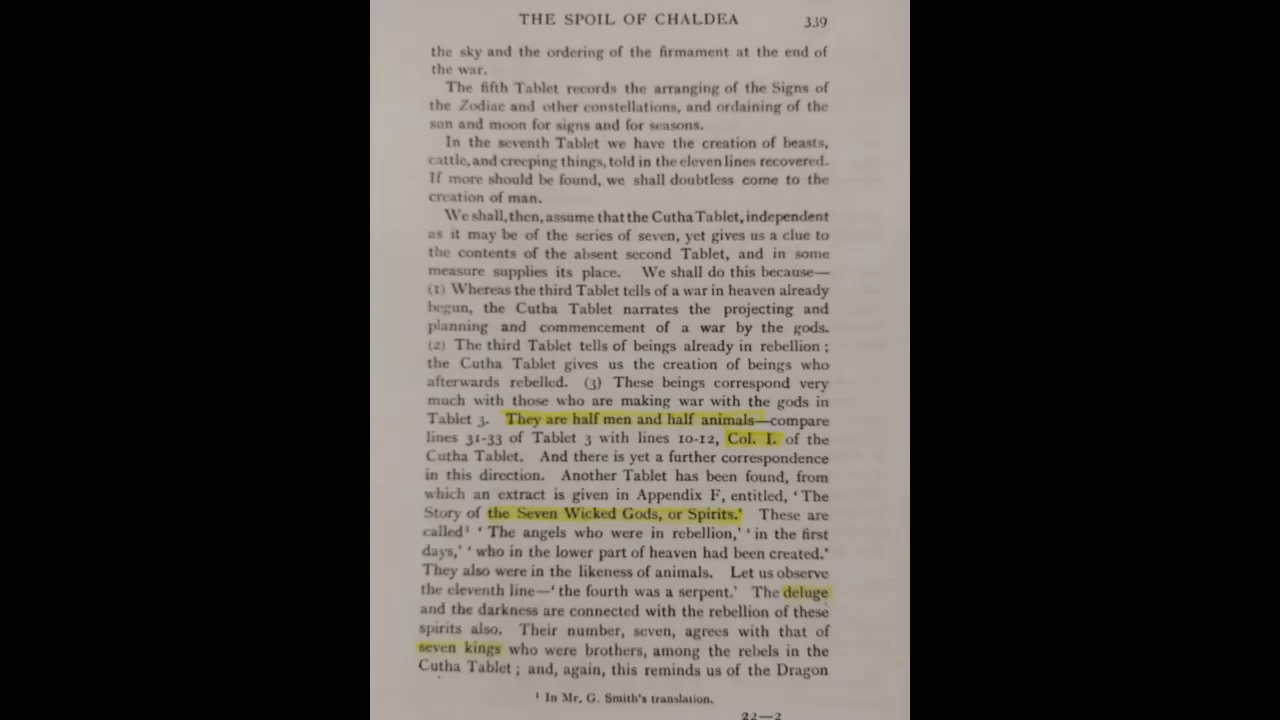 THE SPOIL OF CHALDEA 339
the sky and the ordering of the firmament at the end of
the war.
The fifth Tablet records the arranging of the Signs of
the Zodiac and other constellations, and ordaining of the
sun and moon for signs and for seasons.
In the seventh Tablet we have the creation of beasts,
cattle, and creeping things, told in the eleven lines recovered.
If more should be found, we shall doubtless come to the
creation of man.
We shall, then, assume that the Cutha Tablet, independent
as it may be of the series of seven, yet gives us a clue to
the contents of the absent second Tablet, and in some
measure supplies its place. We shall do this because—
(1) Whereas the third Tablet tells of a war in heaven already
begun, the Cutha Tablet narrates the projecting and
planning and commencement of a war by the gods.
(2) The third Tablet tells of beings already in rebellion;
the Cutha Tablet gives us the creation of beings who
afterwards rebelled. (3) These beings correspond very
much with those who are making war with the gods in
Tablet 3. They are half men and half animals—compare
lines 31-33 of Tablet 3 with lines 10-12, Col. I. of the
Cutha Tablet. And there is yet a further correspondence
in this direction. Another Tablet has been found, from
which an extract is given in Appendix F, entitled, 'The
Story of the Seven Wicked Gods, or Spirits.' These are
called¹ 'The angels who were in rebellion,' 'in the first
days,' 'who in the lower part of heaven had been created.'
They also were in the likeness of animals. Let us observe
the eleventh line—'the fourth was a serpent.' The deluge
and the darkness are connected with the rebellion of these
spirits also. Their number, seven, agrees with that of
seven kings who were brothers, among the rebels in the
Cutha Tablet; and, again, this reminds us of the Dragon
¹ In Mr. G. Smith's translation.
22—2